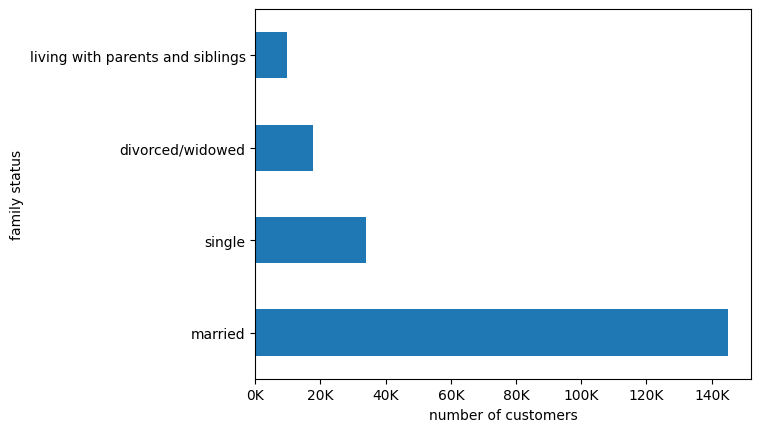 living with parents and siblings
divorced/widowed
family status
single
married
0K 20K 40K 60K 80K 100K 120K 140K
number of customers